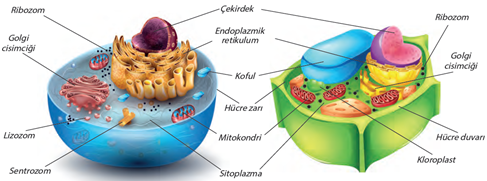 Ribozom
Golgi
cisimciği
Lizozom
Sentrozom
Çekirdek
Endoplazmik
retikulum
Koful
Hücre zarı
Mitokondri
Sitoplazma
Ribozom
Golgi
cisimciği
Hücre duvarı
Kloroplast